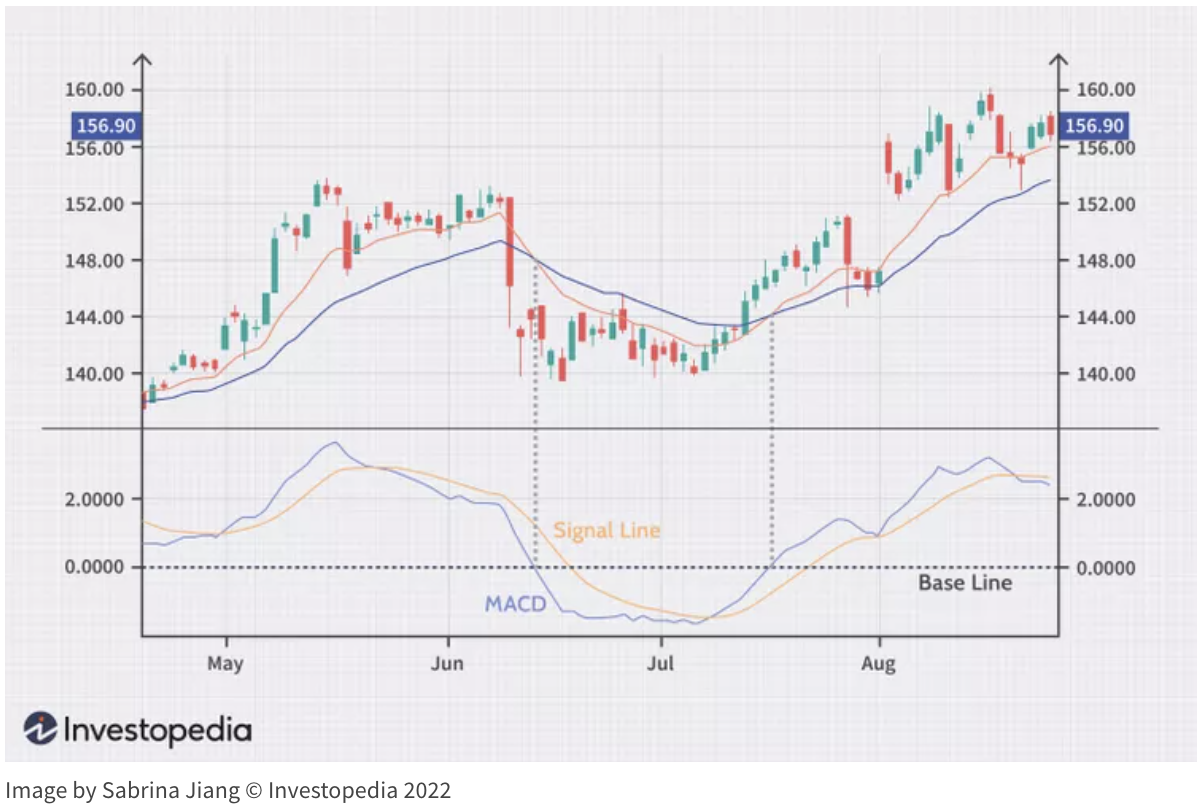 160.00 160.00
156.90 156.90
156.00 156.00
152.00 152.00
148.00 148.00
144.00 144.00
140.00 140.00
2.0000 2.0000
Signal Line
0.0000 0.0000
Base Line
MACD
May Jun Jul Aug
Investopedia
Image by Sabrina Jiang © Investopedia 2022